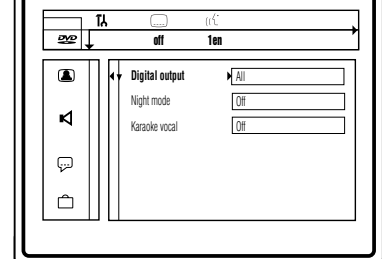 off 1en
DVD
Digital output All
Night mode Off
Karaoke vocal Off